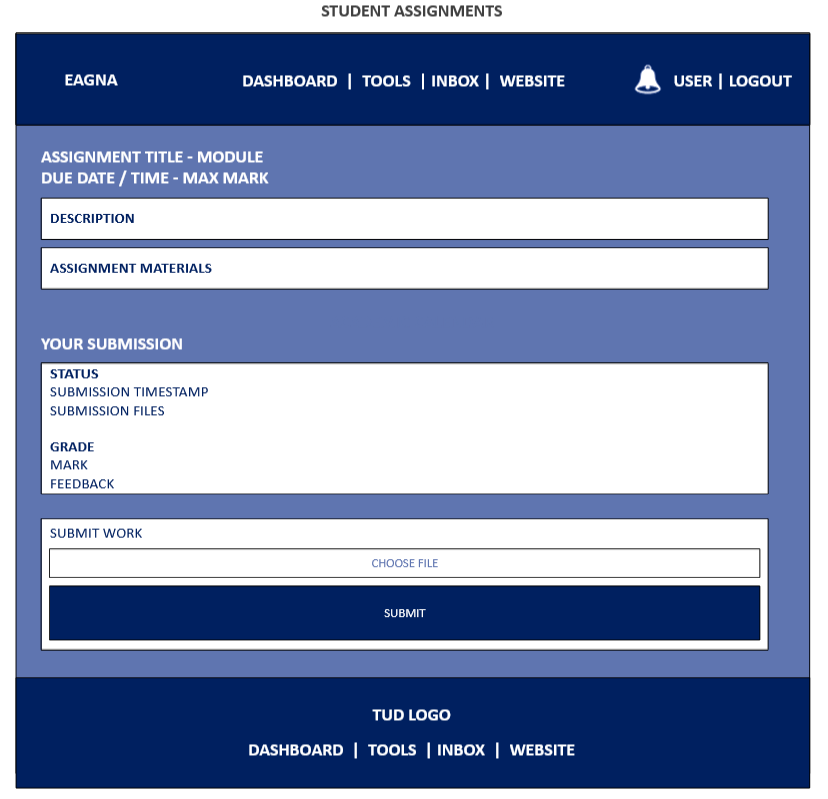 STUDENT ASSIGNMENTS
EAGNA DASHBOARD | TOOLS | INBOX | WEBSITE USER | LOGOUT
ASSIGNMENT TITLE - MODULE
DUE DATE / TIME - MAX MARK
DESCRIPTION
ASSIGNMENT MATERIALS
YOUR SUBMISSION
STATUS
SUBMISSION TIMESTAMP
SUBMISSION FILES
GRADE
MARK
FEEDBACK
SUBMIT WORK
CHOOSE FILE
SUBMIT
TUD LOGO
DASHBOARD | TOOLS | INBOX | WEBSITE